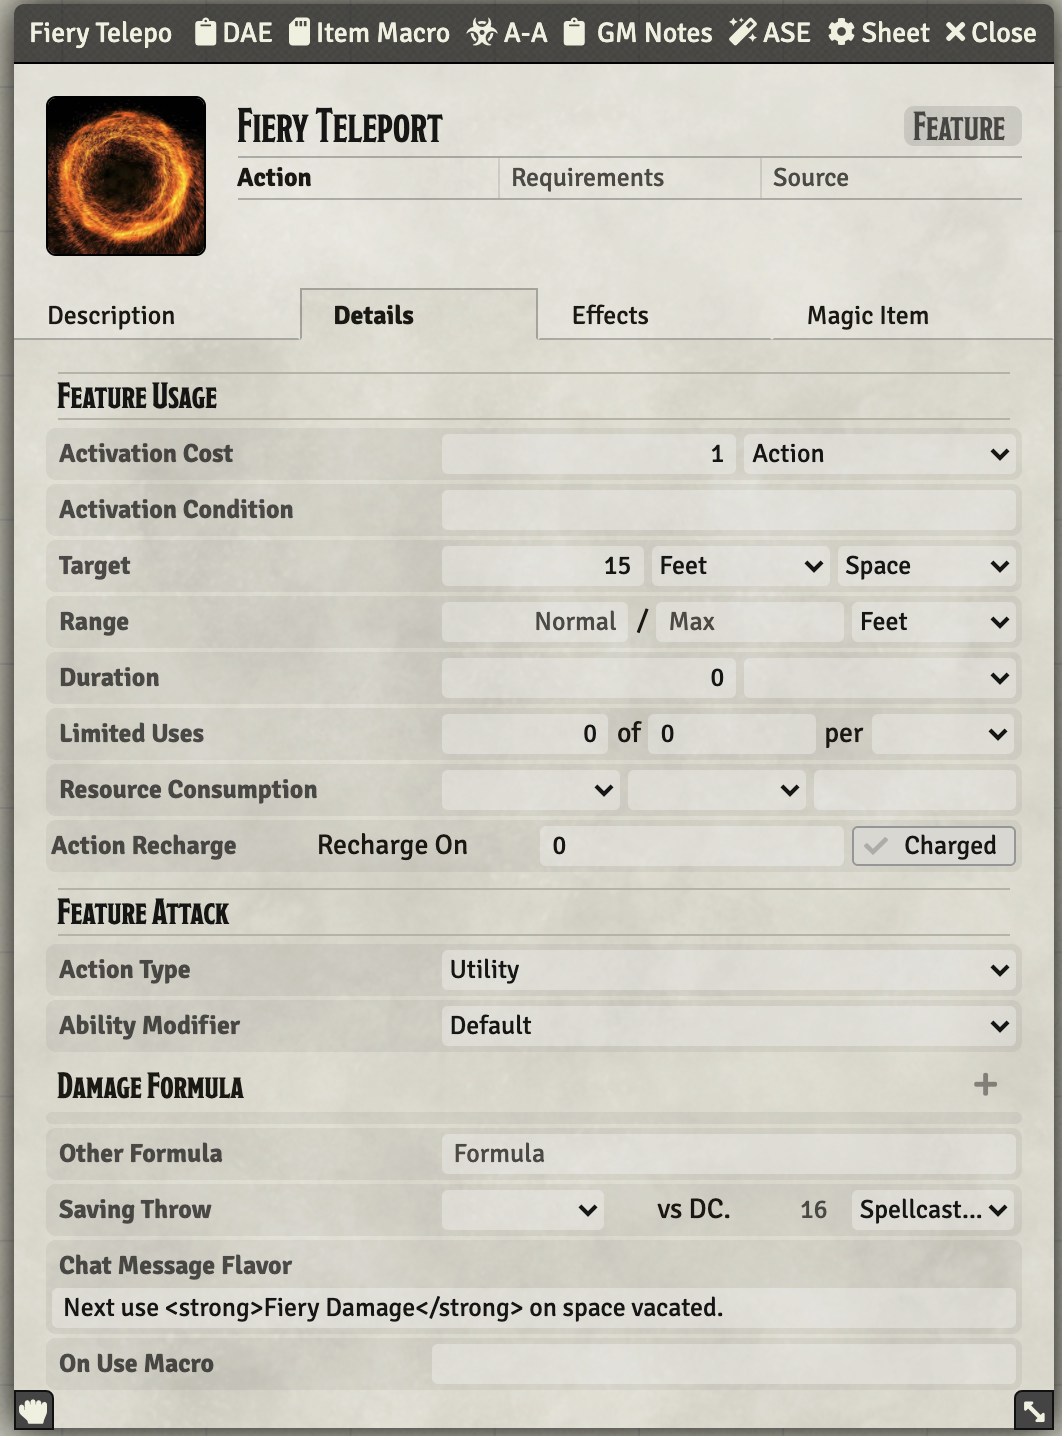 Fiery Telepo DAE Item Macro A-A GM Notes ASE Sheet Close
Fiery Teleport Feature
Action Requirements Source
Description Details Effects Magic Item
Feature Usage
Activation Cost 1 Action
Activation Condition
Target 15 Feet Space
Range Normal / Max Feet
Duration 0
Limited Uses 0 of 0 per
Resource Consumption
Action Recharge Recharge On 0 Charged
Feature Attack
Action Type Utility
Ability Modifier Default
Damage Formula
Other Formula Formula
Saving Throw vs DC. 16 Spellcast...
Chat Message Flavor
Next use <strong>Fiery Damage</strong> on space vacated.
On Use Macro